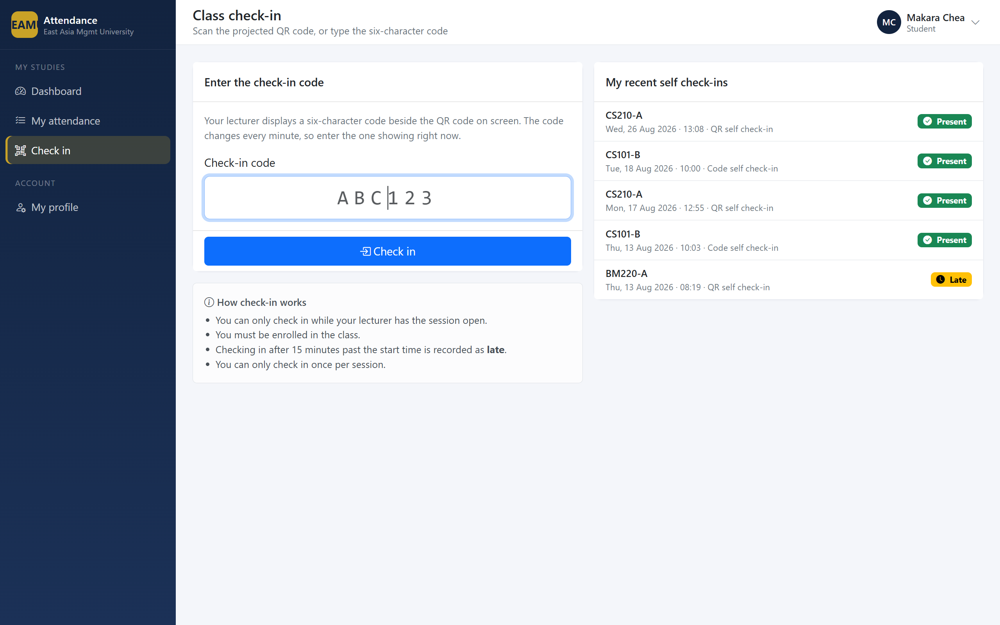 EAMU
Attendance
East Asia Mgmt University
MY STUDIES
Dashboard
My attendance
Check in
ACCOUNT
My profile
Class check-in
Scan the projected QR code, or type the six-character code
MC
Makara Chea
Student
Enter the check-in code
Your lecturer displays a six-character code beside the QR code on screen. The code
changes every minute, so enter the one showing right now.
Check-in code
ABC123
Check in
How check-in works
• You can only check in while your lecturer has the session open.
• You must be enrolled in the class.
• Checking in after 15 minutes past the start time is recorded as late.
• You can only check in once per session.
My recent self check-ins
CS210-A
Wed, 26 Aug 2026 · 13:08 · QR self check-in
Present
CS101-B
Tue, 18 Aug 2026 · 10:00 · Code self check-in
Present
CS210-A
Mon, 17 Aug 2026 · 12:55 · QR self check-in
Present
CS101-B
Thu, 13 Aug 2026 · 10:03 · Code self check-in
Present
BM220-A
Thu, 13 Aug 2026 · 08:19 · QR self check-in
Late